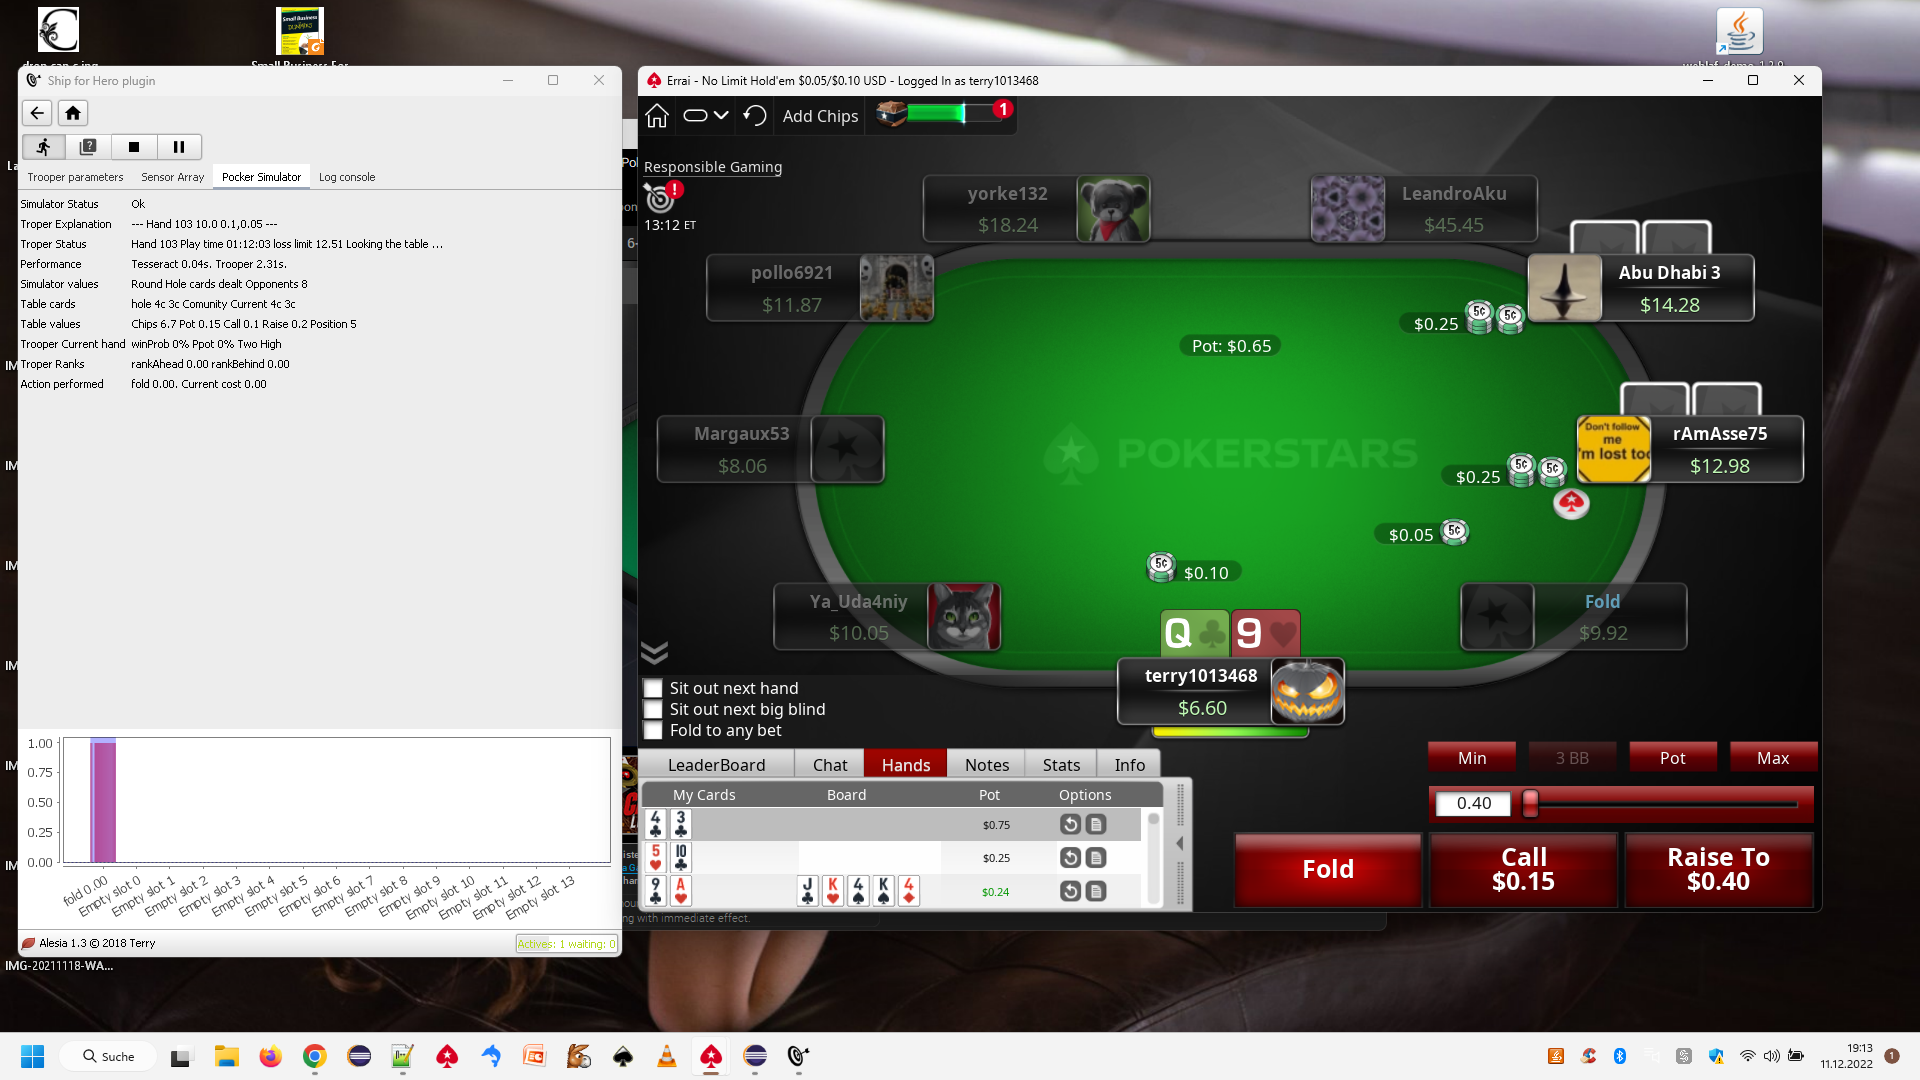 Ship for Hero plugin
Trooper parameters
Sensor Array
Pocker Simulator
Log console
Simulator Status Ok
Troper Explanation --- Hand 103 10.0 0.1,0.05 ---
Troper Status Hand 103 Play time 01:12:03 loss limit 12.51 Looking the table ...
Performance Tesseract 0.04s. Trooper 2.31s.
Simulator values Round Hole cards dealt Opponents 8
Table cards hole 4c 3c Comunity Current 4c 3c
Table values Chips 6.7 Pot 0.15 Call 0.1 Raise 0.2 Position 5
Trooper Current hand winProb 0% Ppot 0% Two High
Troper Ranks rankAhead 0.00 rankBehind 0.00
Action performed fold 0.00. Current cost 0.00
1.00
0.75
0.50
0.25
0.00
fold 0.00
Empty slot 0
Empty slot 1
Empty slot 2
Empty slot 3
Empty slot 4
Empty slot 5
Empty slot 6
Empty slot 7
Empty slot 8
Empty slot 9
Empty slot 10
Empty slot 11
Empty slot 12
Empty slot 13
Alesia 1.3 © 2018 Terry
Actives: 1 waiting: 0
IMG-20211118-WA...
Errai - No Limit Hold'em $0.05/$0.10 USD - Logged In as terry1013468
Add Chips
1
Responsible Gaming
13:12 ET
yorke132
$18.24
LeandroAku
$45.45
pollo6921
$11.87
Abu Dhabi 3
$14.28
$0.25
5¢
5¢
Pot: $0.65
Margaux53
$8.06
POKERSTARS
Don't follow
me
I'm lost too
rAmAsse75
$12.98
$0.25
5¢
5¢
$0.05
5¢
5¢
$0.10
Ya_Uda4niy
$10.05
Q
9
Fold
$9.92
terry1013468
$6.60
Sit out next hand
Sit out next big blind
Fold to any bet
LeaderBoard
Chat
Hands
Notes
Stats
Info
My Cards Board Pot Options
4 3 $0.75
5 10 $0.25
9 A J K 4 K 4 $0.24
ng with immediate effect.
Min
3 BB
Pot
Max
0.40
Fold
Call
$0.15
Raise To
$0.40
Suche
19:13
11.12.2022
1